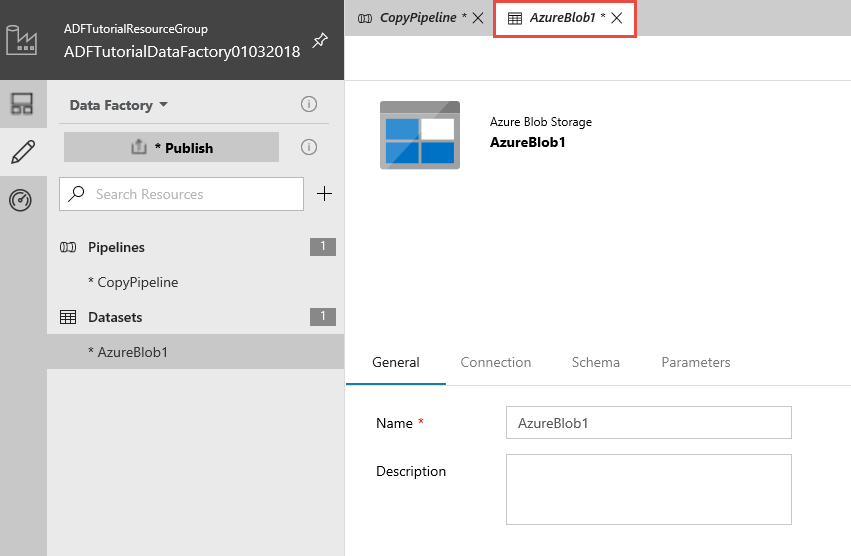 ADFTutorialResourceGroup
ADFTutorialDataFactory01032018
CopyPipeline *
AzureBlob1 *
Data Factory
* Publish
Search Resources
Pipelines 1
* CopyPipeline
Datasets 1
* AzureBlob1
Azure Blob Storage
AzureBlob1
General Connection Schema Parameters
Name * AzureBlob1
Description